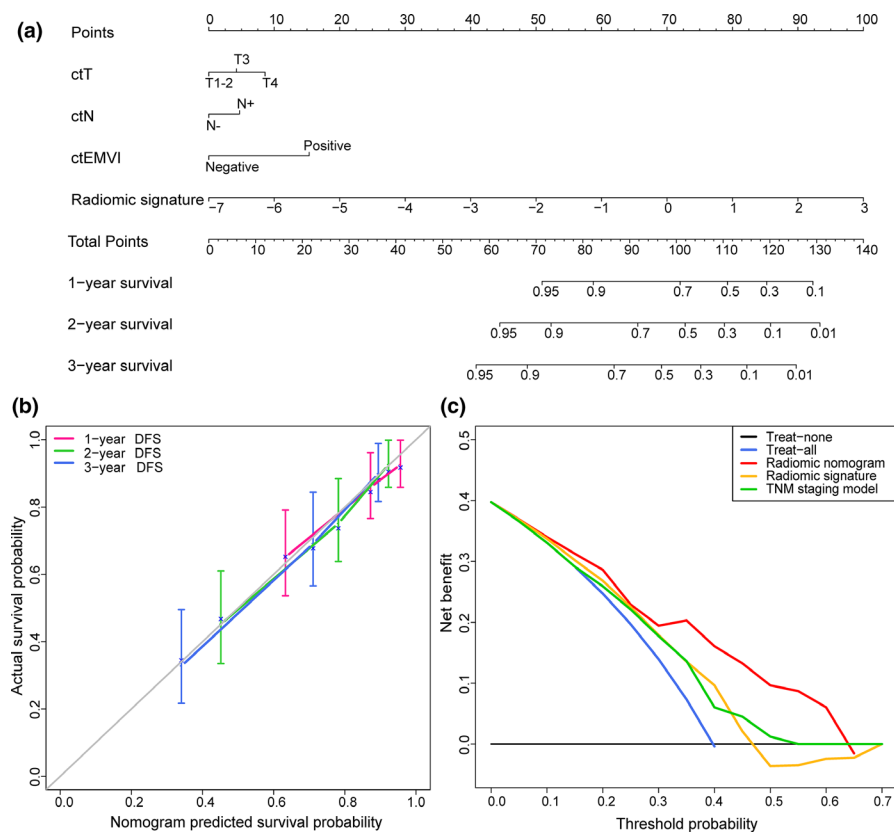 (a)
Points
0 10 20 30 40 50 60 70 80 90 100
ctT
T3
T1-2 T4
ctN
N+
N-
ctEMVI
Positive
Negative
Radiomic signature
−7 −6 −5 −4 −3 −2 −1 0 1 2 3
Total Points
0 10 20 30 40 50 60 70 80 90 100 110 120 130 140
1-year survival
0.95 0.9 0.7 0.5 0.3 0.1
2-year survival
0.95 0.9 0.7 0.5 0.3 0.1 0.01
3-year survival
0.95 0.9 0.7 0.5 0.3 0.1 0.01
(b)
1-year DFS
2-year DFS
3-year DFS
Actual survival probability
1.0
0.8
0.6
0.4
0.2
0.0
0.0 0.2 0.4 0.6 0.8 1.0
Nomogram predicted survival probability
(c)
Treat−none
Treat−all
Radiomic nomogram
Radiomic signature
TNM staging model
Net benefit
0.5
0.4
0.3
0.2
0.1
0.0
0.0 0.1 0.2 0.3 0.4 0.5 0.6 0.7
Threshold probability